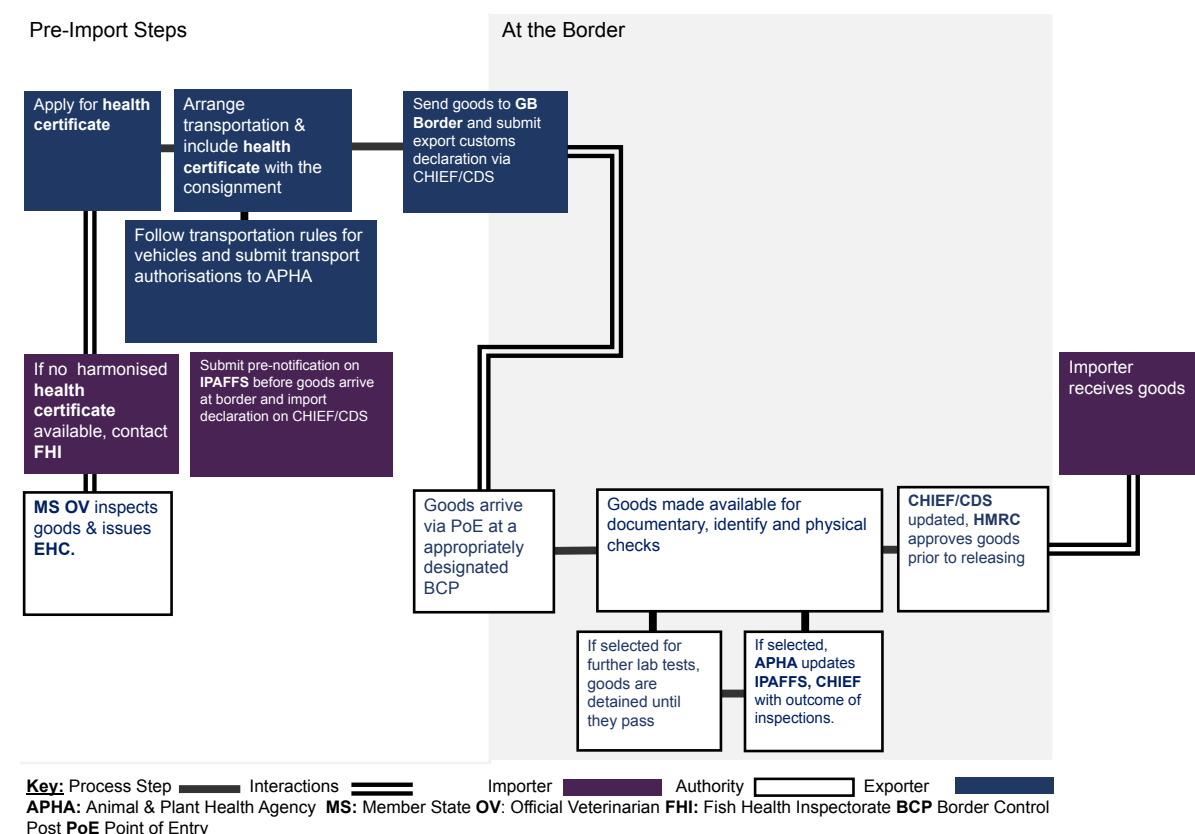 Pre-Import Steps
At the Border
Apply for health
certificate
Arrange
transportation &
include health
certificate with the
consignment
Send goods to GB
Border and submit
export customs
declaration via
CHIEF/CDS
Follow transportation rules for
vehicles and submit transport
authorisations to APHA
If no harmonised
health
certificate
available, contact
FHI
Submit pre-notification on
IPAFFS before goods arrive
at border and import
declaration on CHIEF/CDS
Importer
receives goods
MS OV inspects
goods & issues
EHC.
Goods arrive
via PoE at a
appropriately
designated
BCP
Goods made available for
documentary, identify and physical
checks
CHIEF/CDS
updated, HMRC
approves goods
prior to releasing
If selected for
further lab tests,
goods are
detained until
they pass
If selected,
APHA updates
IPAFFS, CHIEF
with outcome of
inspections.
Key: Process Step Interactions Importer Authority Exporter
APHA: Animal & Plant Health Agency MS: Member State OV: Official Veterinarian FHI: Fish Health Inspectorate BCP Border Control
Post PoE Point of Entry